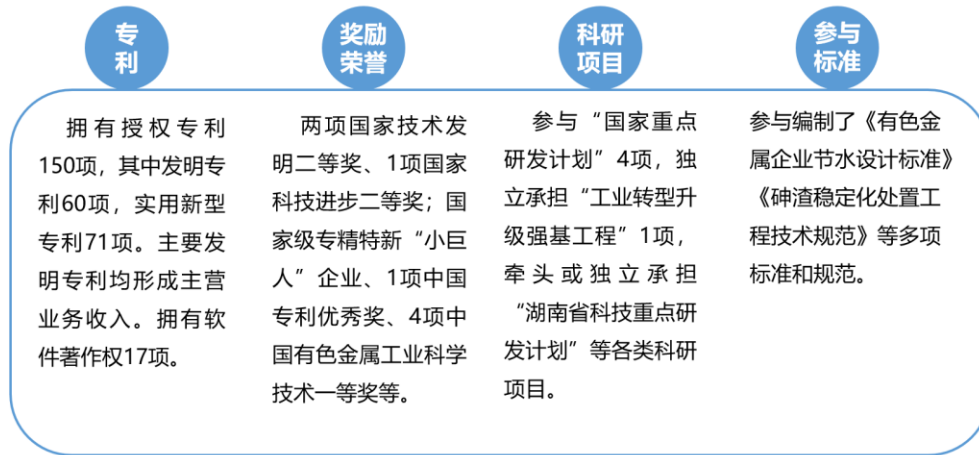 专
利
拥有授权专利
150项，其中发明专
利60项，实用新型
专利71项。主要发
明专利均形成主营
业务收入。拥有软
件著作权17项。
奖励
荣誉
两项国家技术发
明二等奖、1项国家
科技进步二等奖；国
家级专精特新“小巨
人”企业、1项中国
专利优秀奖、4项中
国有色金属工业科学
技术一等奖等。
科研
项目
参与“国家重点
研发计划”4项，独
立承担“工业转型升
级强基工程”1项，
牵头或独立承担
“湖南省科技重点研
发计划”等各类科研
项目。
参与
标准
参与编制了《有色金
属企业节水设计标准》
《砷渣稳定化处置工
程技术规范》等多项
标准和规范。